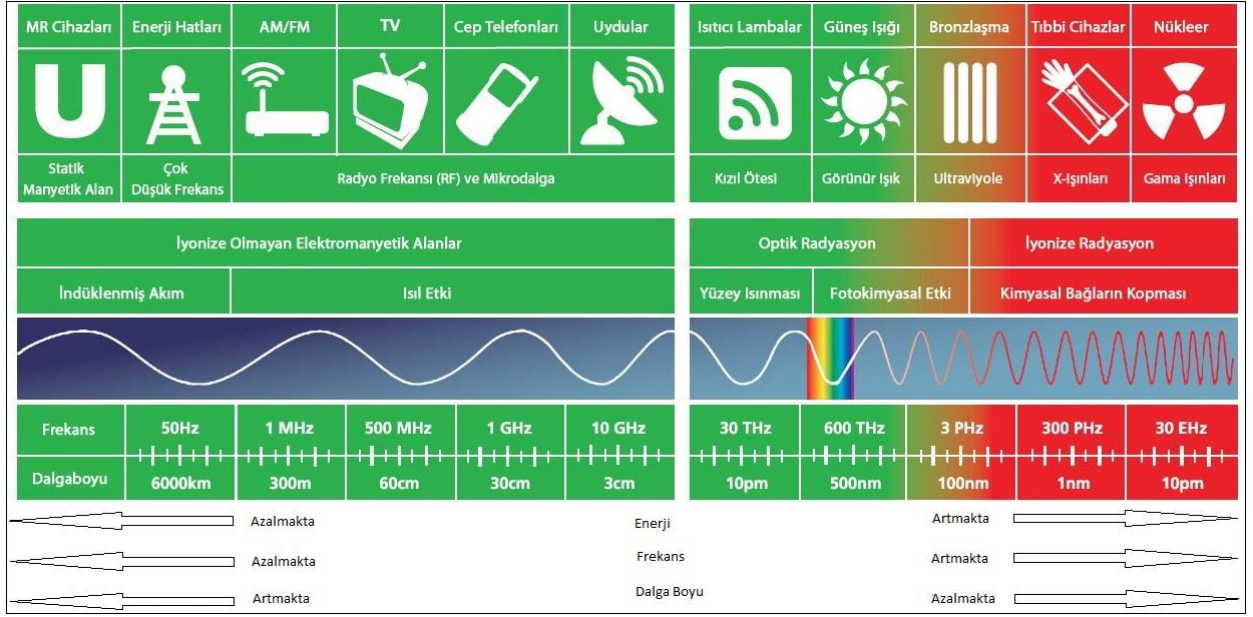 MR Cihazları Enerji Hatları AM/FM TV Cep Telefonları Uydular Isıtıcı Lambalar Güneş Işığı Bronzlaşma Tıbbi Cihazlar Nükleer
Statik Manyetik Alan
Çok Düşük Frekans
Radyo Frekansı (RF) ve Mikrodalga
Kızıl Ötesi
Görünür Işık
Ultraviyole
X-Işınları
Gama Işınları
İyonize Olmayan Elektromanyetik Alanlar Optik Radyasyon İyonize Radyasyon
İndüklenmiş Akım Isıl Etki Yüzey Isınması Fotokimyasal Etki Kimyasal Bağların Kopması
Frekans 50Hz 1 MHz 500 MHz 1 GHz 10 GHz 30 THz 600 THz 3 PHz 300 PHz 30 EHz
Dalgaboyu 6000km 300m 60cm 30cm 3cm 10pm 500nm 100nm 1nm 10pm
Azalmakta Enerji Artmakta
Azalmakta Frekans Artmakta
Artmakta Dalga Boyu Azalmakta